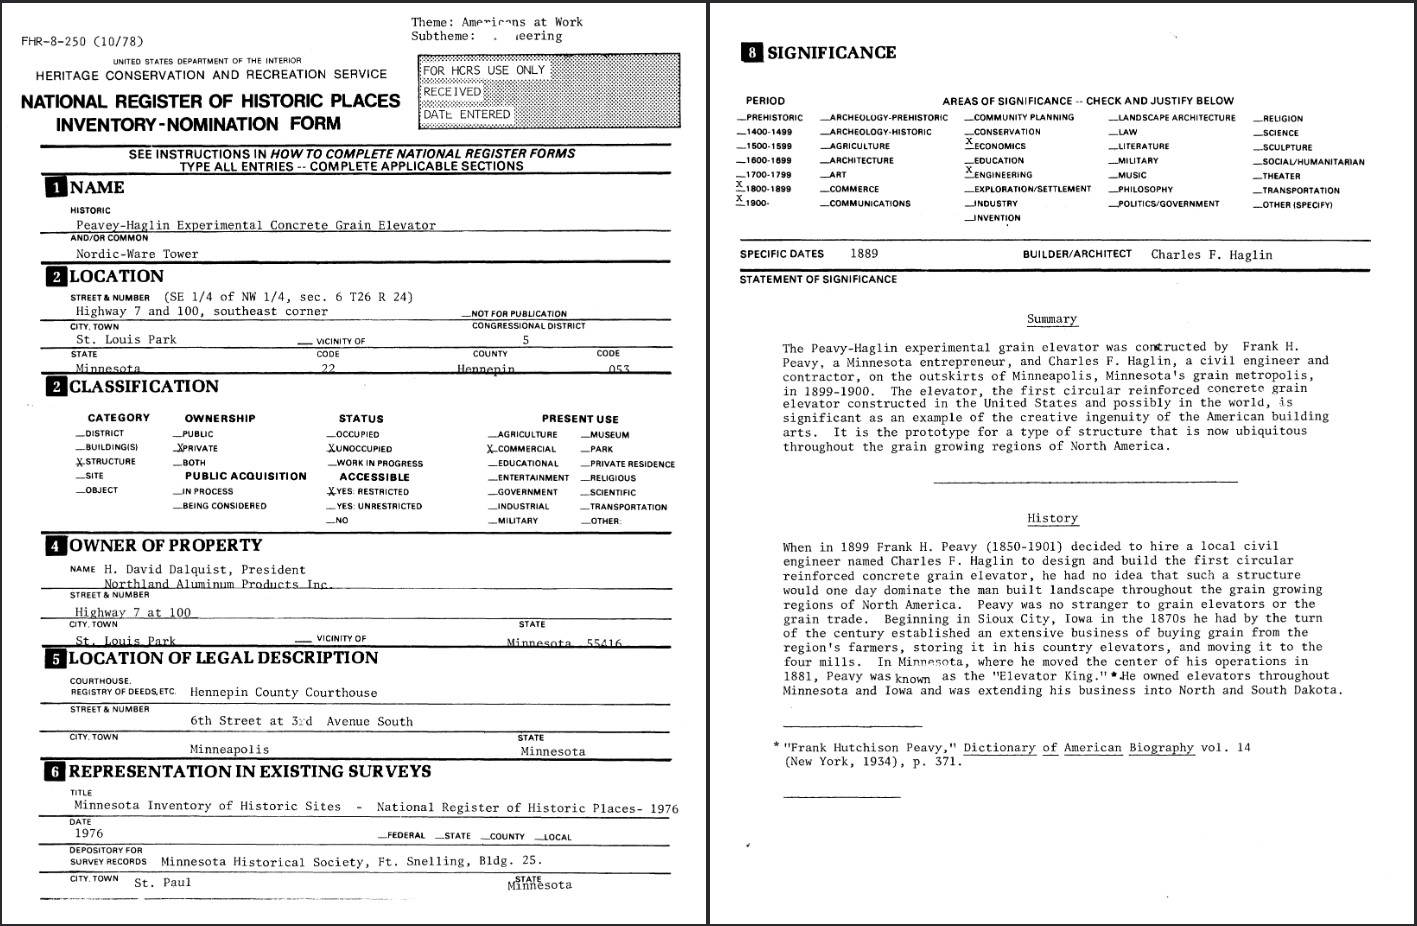 Theme: Americans at Work
Subtheme: eering
FHR-8-250 (10/78)
UNITED STATES DEPARTMENT OF THE INTERIOR
HERITAGE CONSERVATION AND RECREATION SERVICE
NATIONAL REGISTER OF HISTORIC PLACES
INVENTORY-NOMINATION FORM
FOR HCRS USE ONLY
RECEIVED
DATE ENTERED
SEE INSTRUCTIONS IN HOW TO COMPLETE NATIONAL REGISTER FORMS
TYPE ALL ENTRIES -- COMPLETE APPLICABLE SECTIONS
1 NAME
HISTORIC
Peavey-Haglin Experimental Concrete Grain Elevator
AND/OR COMMON
Nordic-Ware Tower
2 LOCATION
STREET & NUMBER (SE 1/4 of NW 1/4, sec. 6 T26 R 24)
Highway 7 and 100, southeast corner __NOT FOR PUBLICATION
CITY, TOWN CONGRESSIONAL DISTRICT
St. Louis Park __ VICINITY OF 5
STATE CODE COUNTY CODE
Minnesota 22 Hennepin 053
2 CLASSIFICATION
CATEGORY OWNERSHIP STATUS PRESENT USE
__DISTRICT __PUBLIC __OCCUPIED __AGRICULTURE __MUSEUM
__BUILDING(S) XPRIVATE XUNOCCUPIED X COMMERCIAL __PARK
X STRUCTURE __BOTH __WORK IN PROGRESS __EDUCATIONAL __PRIVATE RESIDENCE
__SITE PUBLIC ACQUISITION ACCESSIBLE __ENTERTAINMENT __RELIGIOUS
__OBJECT __IN PROCESS XYES: RESTRICTED __GOVERNMENT __SCIENTIFIC
__BEING CONSIDERED __YES: UNRESTRICTED __INDUSTRIAL __TRANSPORTATION
__NO __MILITARY __OTHER:
4 OWNER OF PROPERTY
NAME H. David Dalquist, President
Northland Aluminum Products Inc.
STREET & NUMBER
Highway 7 at 100
CITY, TOWN STATE
St. Louis Park __ VICINITY OF Minnesota 55416
5 LOCATION OF LEGAL DESCRIPTION
COURTHOUSE,
REGISTRY OF DEEDS, ETC. Hennepin County Courthouse
STREET & NUMBER
6th Street at 3rd Avenue South
CITY, TOWN STATE
Minneapolis Minnesota
6 REPRESENTATION IN EXISTING SURVEYS
TITLE
Minnesota Inventory of Historic Sites - National Register of Historic Places- 1976
DATE
1976 __FEDERAL __STATE __COUNTY __LOCAL
DEPOSITORY FOR
SURVEY RECORDS Minnesota Historical Society, Ft. Snelling, Bldg. 25.
CITY, TOWN St. Paul STATE Minnesota
8 SIGNIFICANCE
PERIOD AREAS OF SIGNIFICANCE -- CHECK AND JUSTIFY BELOW
__PREHISTORIC __ARCHEOLOGY-PREHISTORIC __COMMUNITY PLANNING __LANDSCAPE ARCHITECTURE __RELIGION
__1400-1499 __ARCHEOLOGY-HISTORIC __CONSERVATION __LAW __SCIENCE
__1500-1599 __AGRICULTURE X ECONOMICS __LITERATURE __SCULPTURE
__1600-1699 __ARCHITECTURE __EDUCATION __MILITARY __SOCIAL/HUMANITARIAN
__1700-1799 __ART X ENGINEERING __MUSIC __THEATER
X 1800-1899 __COMMERCE __EXPLORATION/SETTLEMENT __PHILOSOPHY __TRANSPORTATION
X 1900- __COMMUNICATIONS __INDUSTRY __POLITICS/GOVERNMENT __OTHER (SPECIFY)
__INVENTION
SPECIFIC DATES 1889 BUILDER/ARCHITECT Charles F. Haglin
STATEMENT OF SIGNIFICANCE
Summary
The Peavy-Haglin experimental grain elevator was contructed by Frank H.
Peavy, a Minnesota entrepreneur, and Charles F. Haglin, a civil engineer and
contractor, on the outskirts of Minneapolis, Minnesota's grain metropolis,
in 1899-1900. The elevator, the first circular reinforced concrete grain
elevator constructed in the United States and possibly in the world, is
significant as an example of the creative ingenuity of the American building
arts. It is the prototype for a type of structure that is now ubiquitous
throughout the grain growing regions of North America.
History
When in 1899 Frank H. Peavy (1850-1901) decided to hire a local civil
engineer named Charles F. Haglin to design and build the first circular
reinforced concrete grain elevator, he had no idea that such a structure
would one day dominate the man built landscape throughout the grain growing
regions of North America. Peavy was no stranger to grain elevators or the
grain trade. Beginning in Sioux City, Iowa in the 1870s he had by the turn
of the century established an extensive business of buying grain from the
region's farmers, storing it in his country elevators, and moving it to the
four mills. In Minnesota, where he moved the center of his operations in
1881, Peavy was known as the "Elevator King."* He owned elevators throughout
Minnesota and Iowa and was extending his business into North and South Dakota.
* "Frank Hutchison Peavy," Dictionary of American Biography vol. 14
(New York, 1934), p. 371.